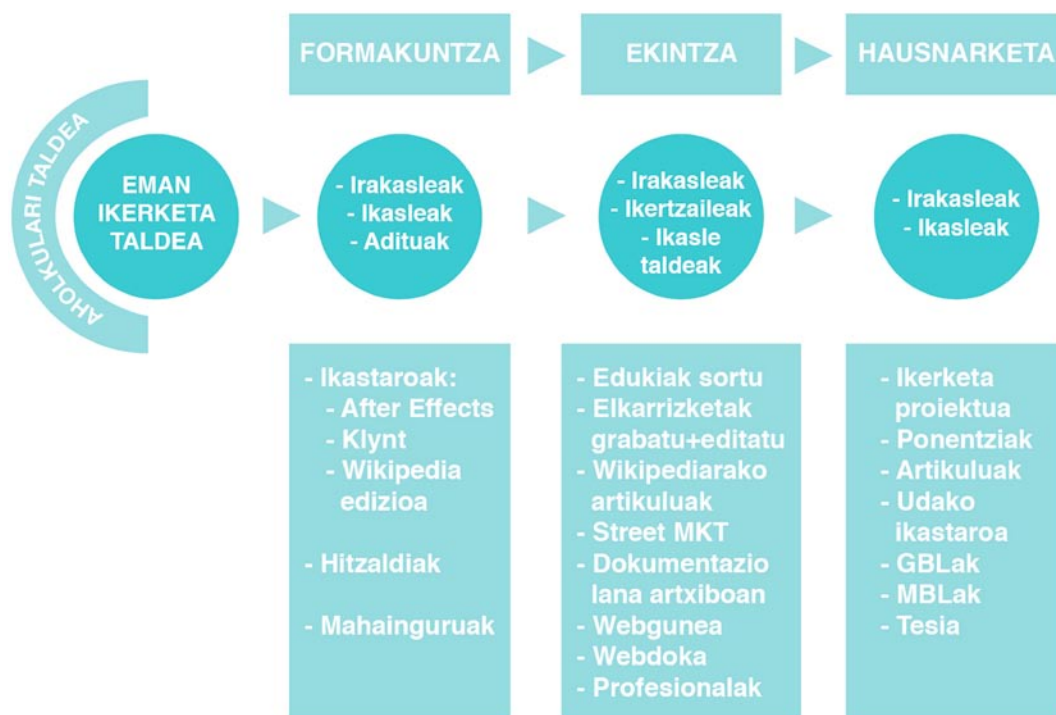 FORMAKUNTZA
EKINTZA
HAUSNARKETA
AHOLKULARI TALDEA
EMAN
IKERKETA
TALDEA
- Irakasleak
- Ikasleak
- Adituak
- Irakasleak
- Ikertzaileak
- Ikasle
taldeak
- Irakasleak
- Ikasleak
- Ikastaroak:
- After Effects
- Klynt
- Wikipedia
edizioa
- Hitzaldiak
- Mahainguruak
- Edukiak sortu
- Elkarrizketak
grabatu+editatu
- Wikipediarako
artikuluak
- Street MKT
- Dokumentazio
lana artxiboan
- Webgunea
- Webdoka
- Profesionalak
- Ikerketa
proiektua
- Ponentziak
- Artikuluak
- Udako
ikastaroa
- GBLak
- MBLak
- Tesia